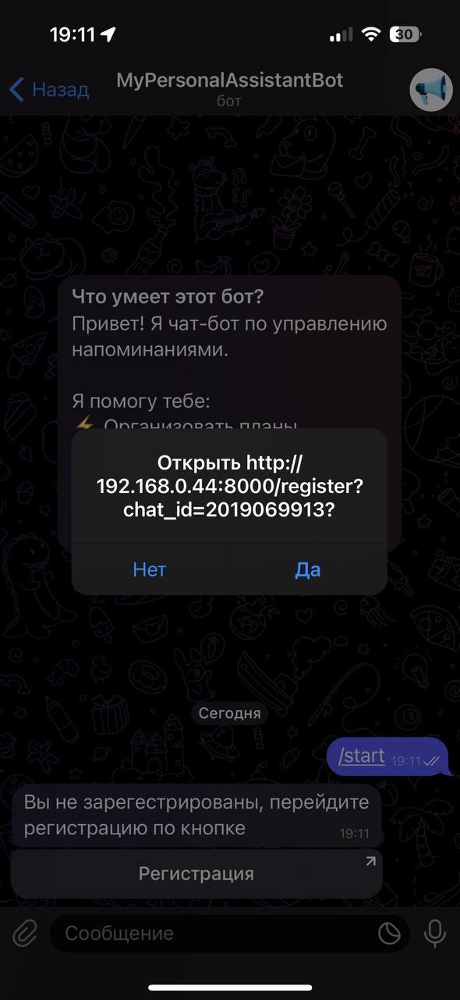 19:11
30
Назад
MyPersonalAssistantBot
бот
Что умеет этот бот?
Привет! Я чат-бот по управлению
напоминаниями.
Я помогу тебе:
⚡ Организовать планы
Открыть http://
192.168.0.44:8000/register?
chat_id=2019069913?
Нет
Да
Сегодня
/start 19:11
Вы не зарегестрированы, перейдите
регистрацию по кнопке 19:11
Регистрация
Сообщение